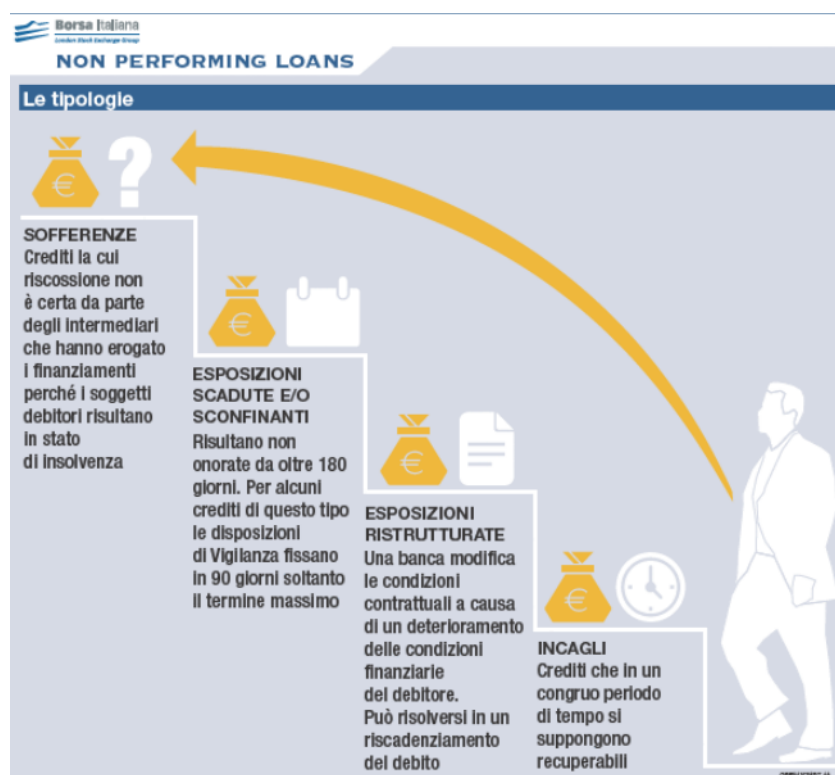 Borsa Italiana
London Stock Exchange Group
NON PERFORMING LOANS
Le tipologie
SOFFERENZE
Crediti la cui
riscossione non
è certa da parte
degli intermediari
che hanno erogato
i finanziamenti
perché i soggetti
debitori risultano
in stato
di insolvenza
ESPOSIZIONI
SCADUTE E/O
SCONFINANTI
Risultano non
onorate da oltre 180
giorni. Per alcuni
crediti di questo tipo
le disposizioni
di Vigilanza fissano
in 90 giorni soltanto
il termine massimo
ESPOSIZIONI
RISTRUTTURATE
Una banca modifica
le condizioni
contrattuali a causa
di un deterioramento
delle condizioni
finanziarie
del debitore.
Può risolversi in un
riscadenziamento
del debito
INCAGLI
Crediti che in un
congruo periodo
di tempo si
suppongono
recuperabili